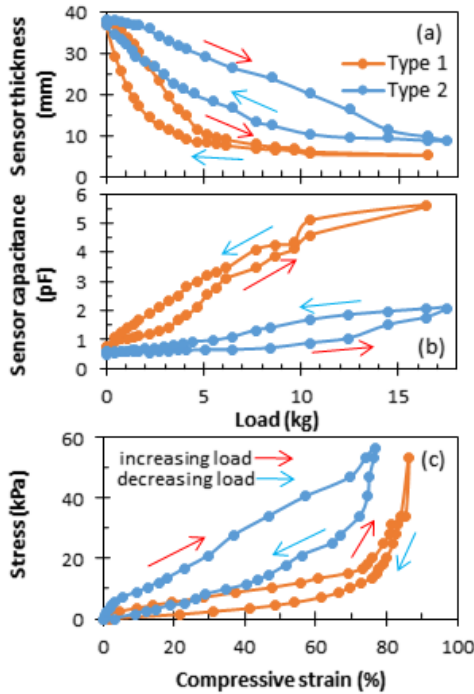 40
30
20
10
0
Sensor thickness
(mm)
(a)
Type 1
Type 2
6
5
4
3
2
1
0
Sensor capacitance
(pF)
(b)
0 5 10 15
Load (kg)
60
40
20
0
Stress (kPa)
(c)
increasing load
decreasing load
0 20 40 60 80 100
Compressive strain (%)